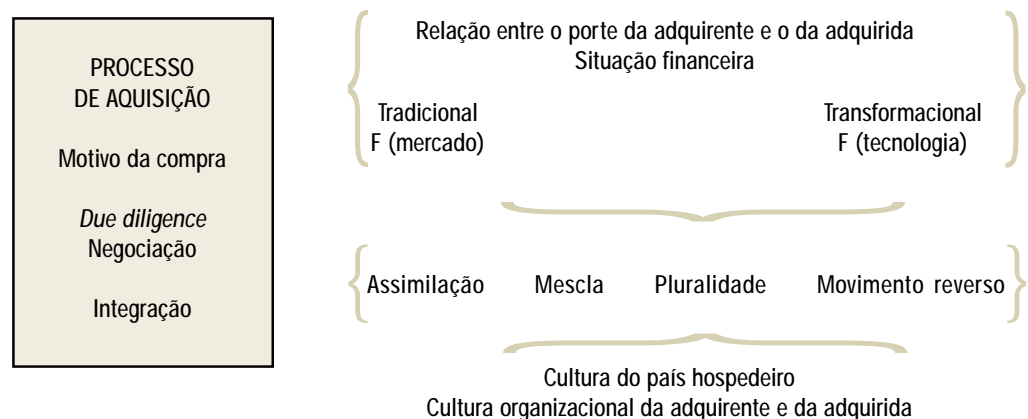 PROCESSO
DE AQUISIÇÃO
Motivo da compra
Due diligence
Negociação
Integração
Relação entre o porte da adquirente e o da adquirida
Situação financeira
Tradicional
F (mercado)
Transformacional
F (tecnologia)
Assimilação Mescla Pluralidade Movimento reverso
Cultura do país hospedeiro
Cultura organizacional da adquirente e da adquirida